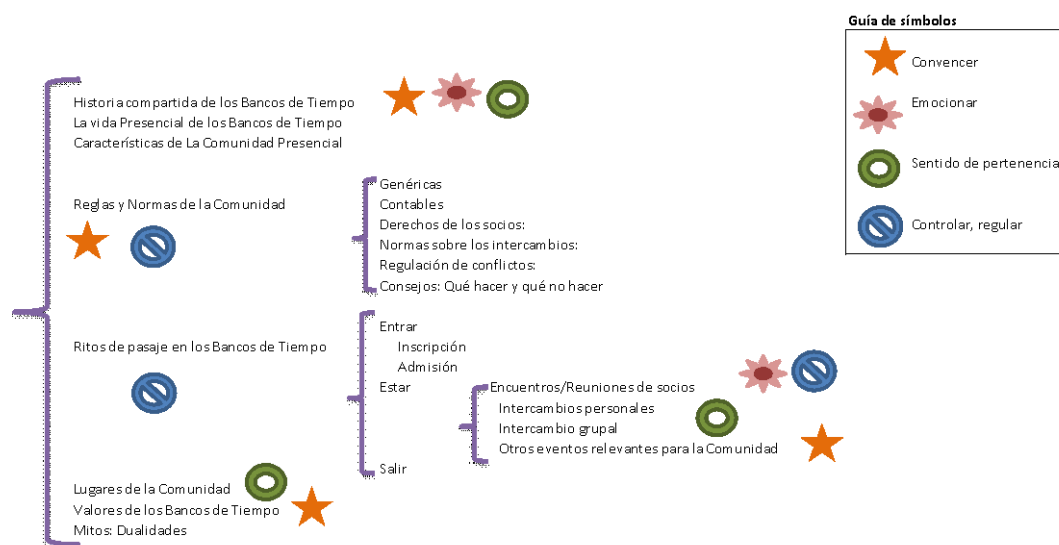 Guía de símbolos
Convencer
Emocionar
Sentido de pertenencia
Controlar, regular
Historia compartida de los Bancos de Tiempo
La vida Presencial de los Bancos de Tiempo
Características de La Comunidad Presencial
Reglas y Normas de la Comunidad
Genéricas
Contables
Derechos de los socios:
Normas sobre los intercambios:
Regulación de conflictos:
Consejos: Qué hacer y qué no hacer
Ritos de pasaje en los Bancos de Tiempo
Entrar
Inscripción
Admisión
Estar
Encuentros/Reuniones de socios
Intercambios personales
Intercambio grupal
Otros eventos relevantes para la Comunidad
Salir
Lugares de la Comunidad
Valores de los Bancos de Tiempo
Mitos: Dualidades